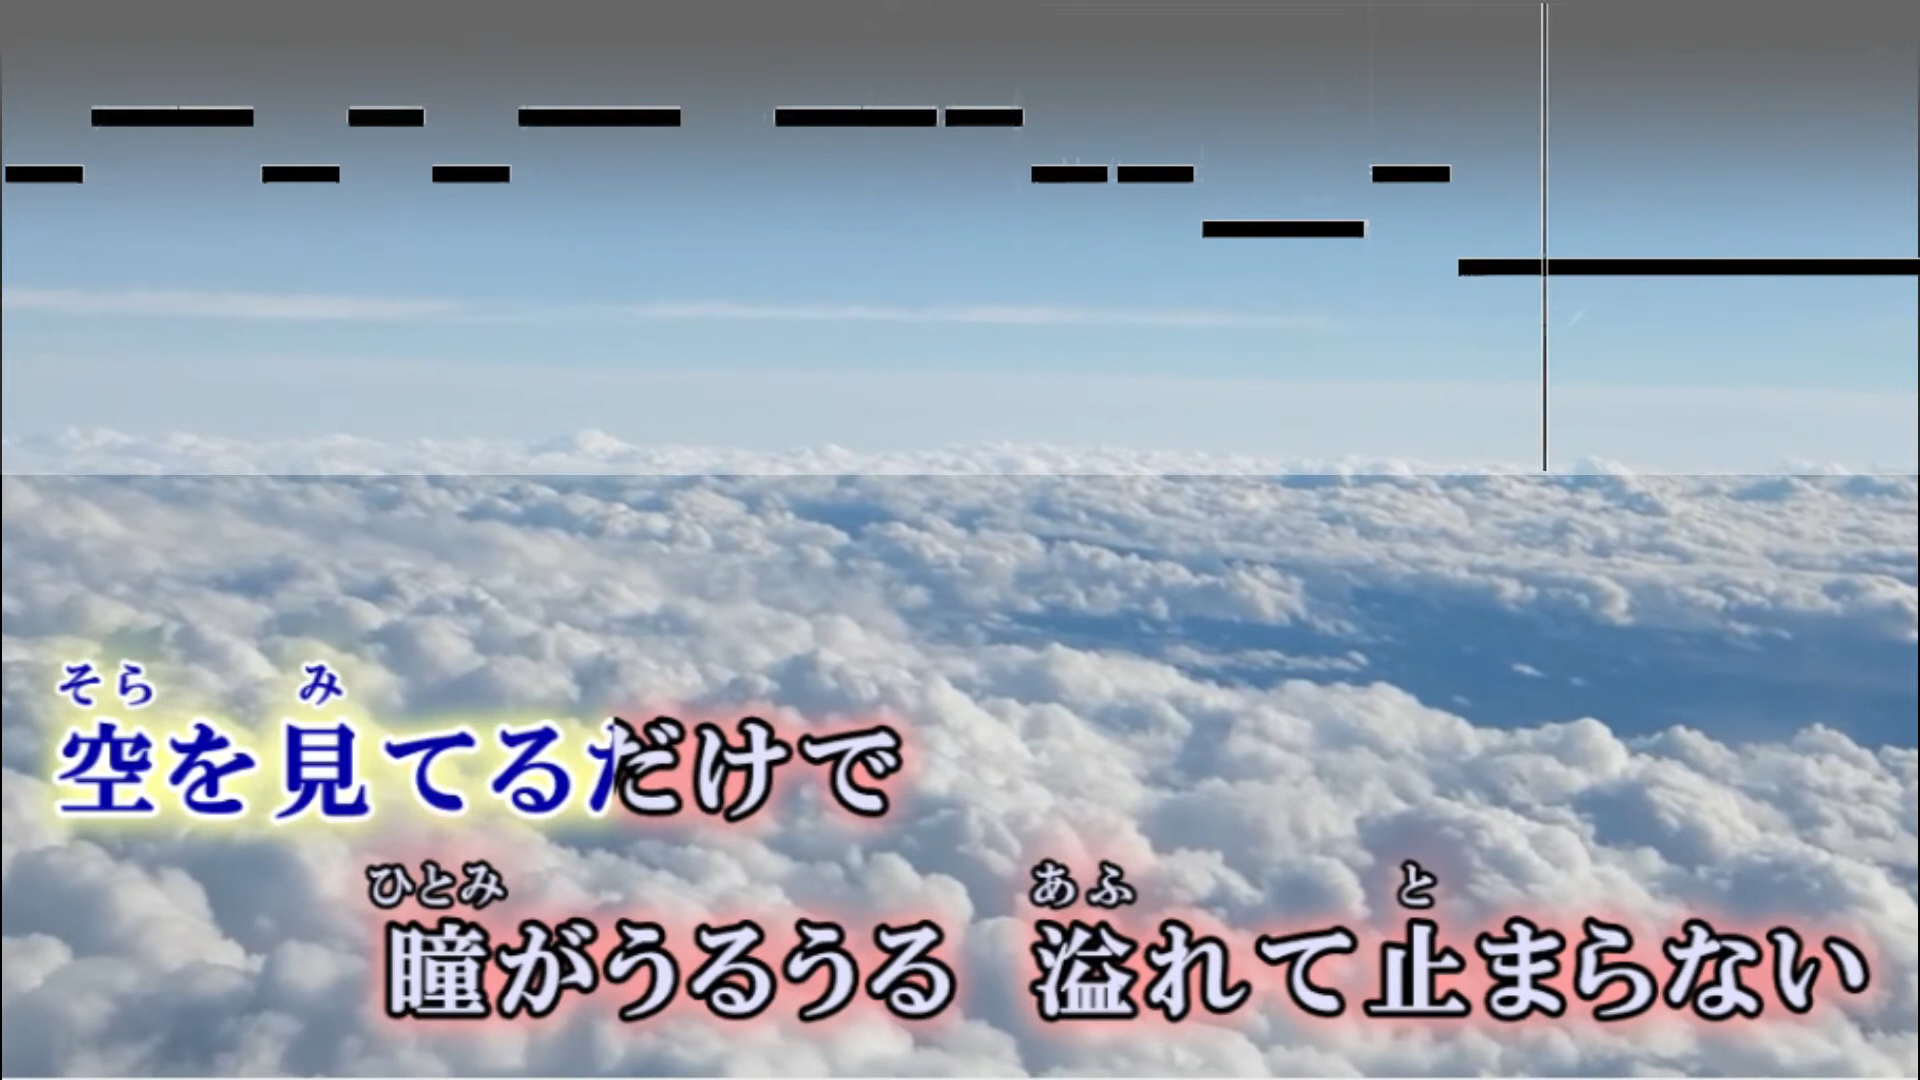 そら み
空を見てるだけで
ひとみ あふ と
瞳がうるうる 溢れて止まらない